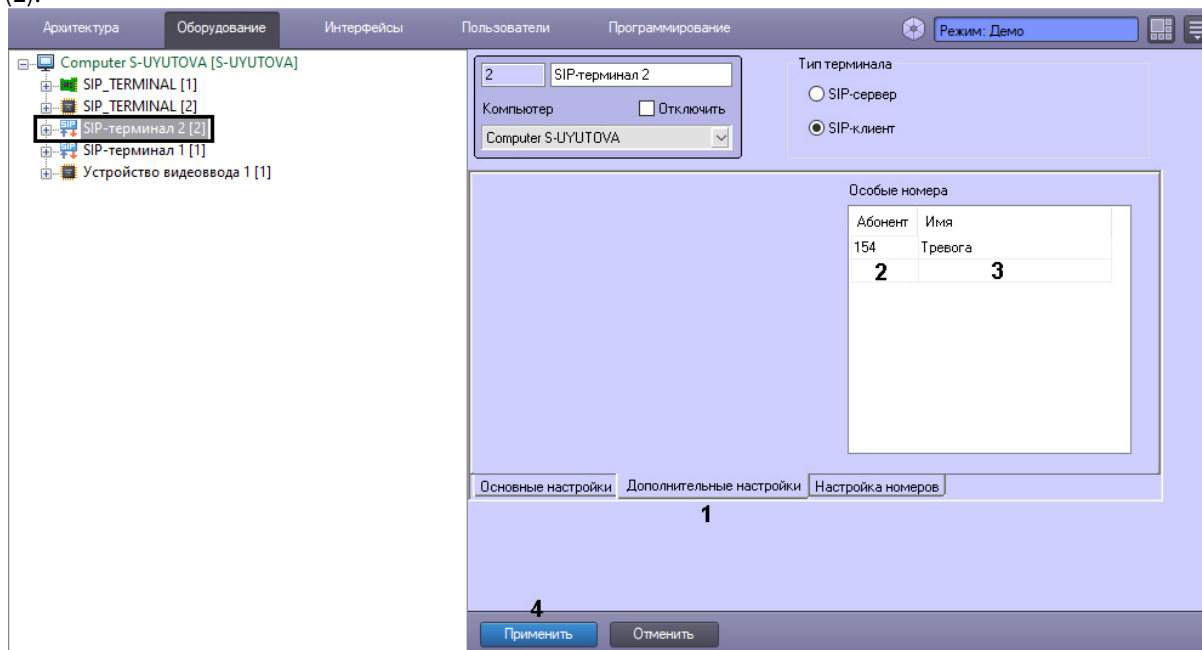 (2).
Архитектура Оборудование Интерфейсы Пользователи Программирование Режим: Демо
Computer S-UYUTOVA [S-UYUTOVA]
SIP_TERMINAL [1]
SIP_TERMINAL [2]
SIP-терминал 2 [2]
SIP-терминал 1 [1]
Устройство видеоввода 1 [1]
2 SIP-терминал 2
Компьютер Отключить
Computer S-UYUTOVA
Тип терминала
SIP-сервер
SIP-клиент
Особые номера
Абонент Имя
154 Тревога
2 3
Основные настройки Дополнительные настройки Настройка номеров
1
4
Применить Отменить